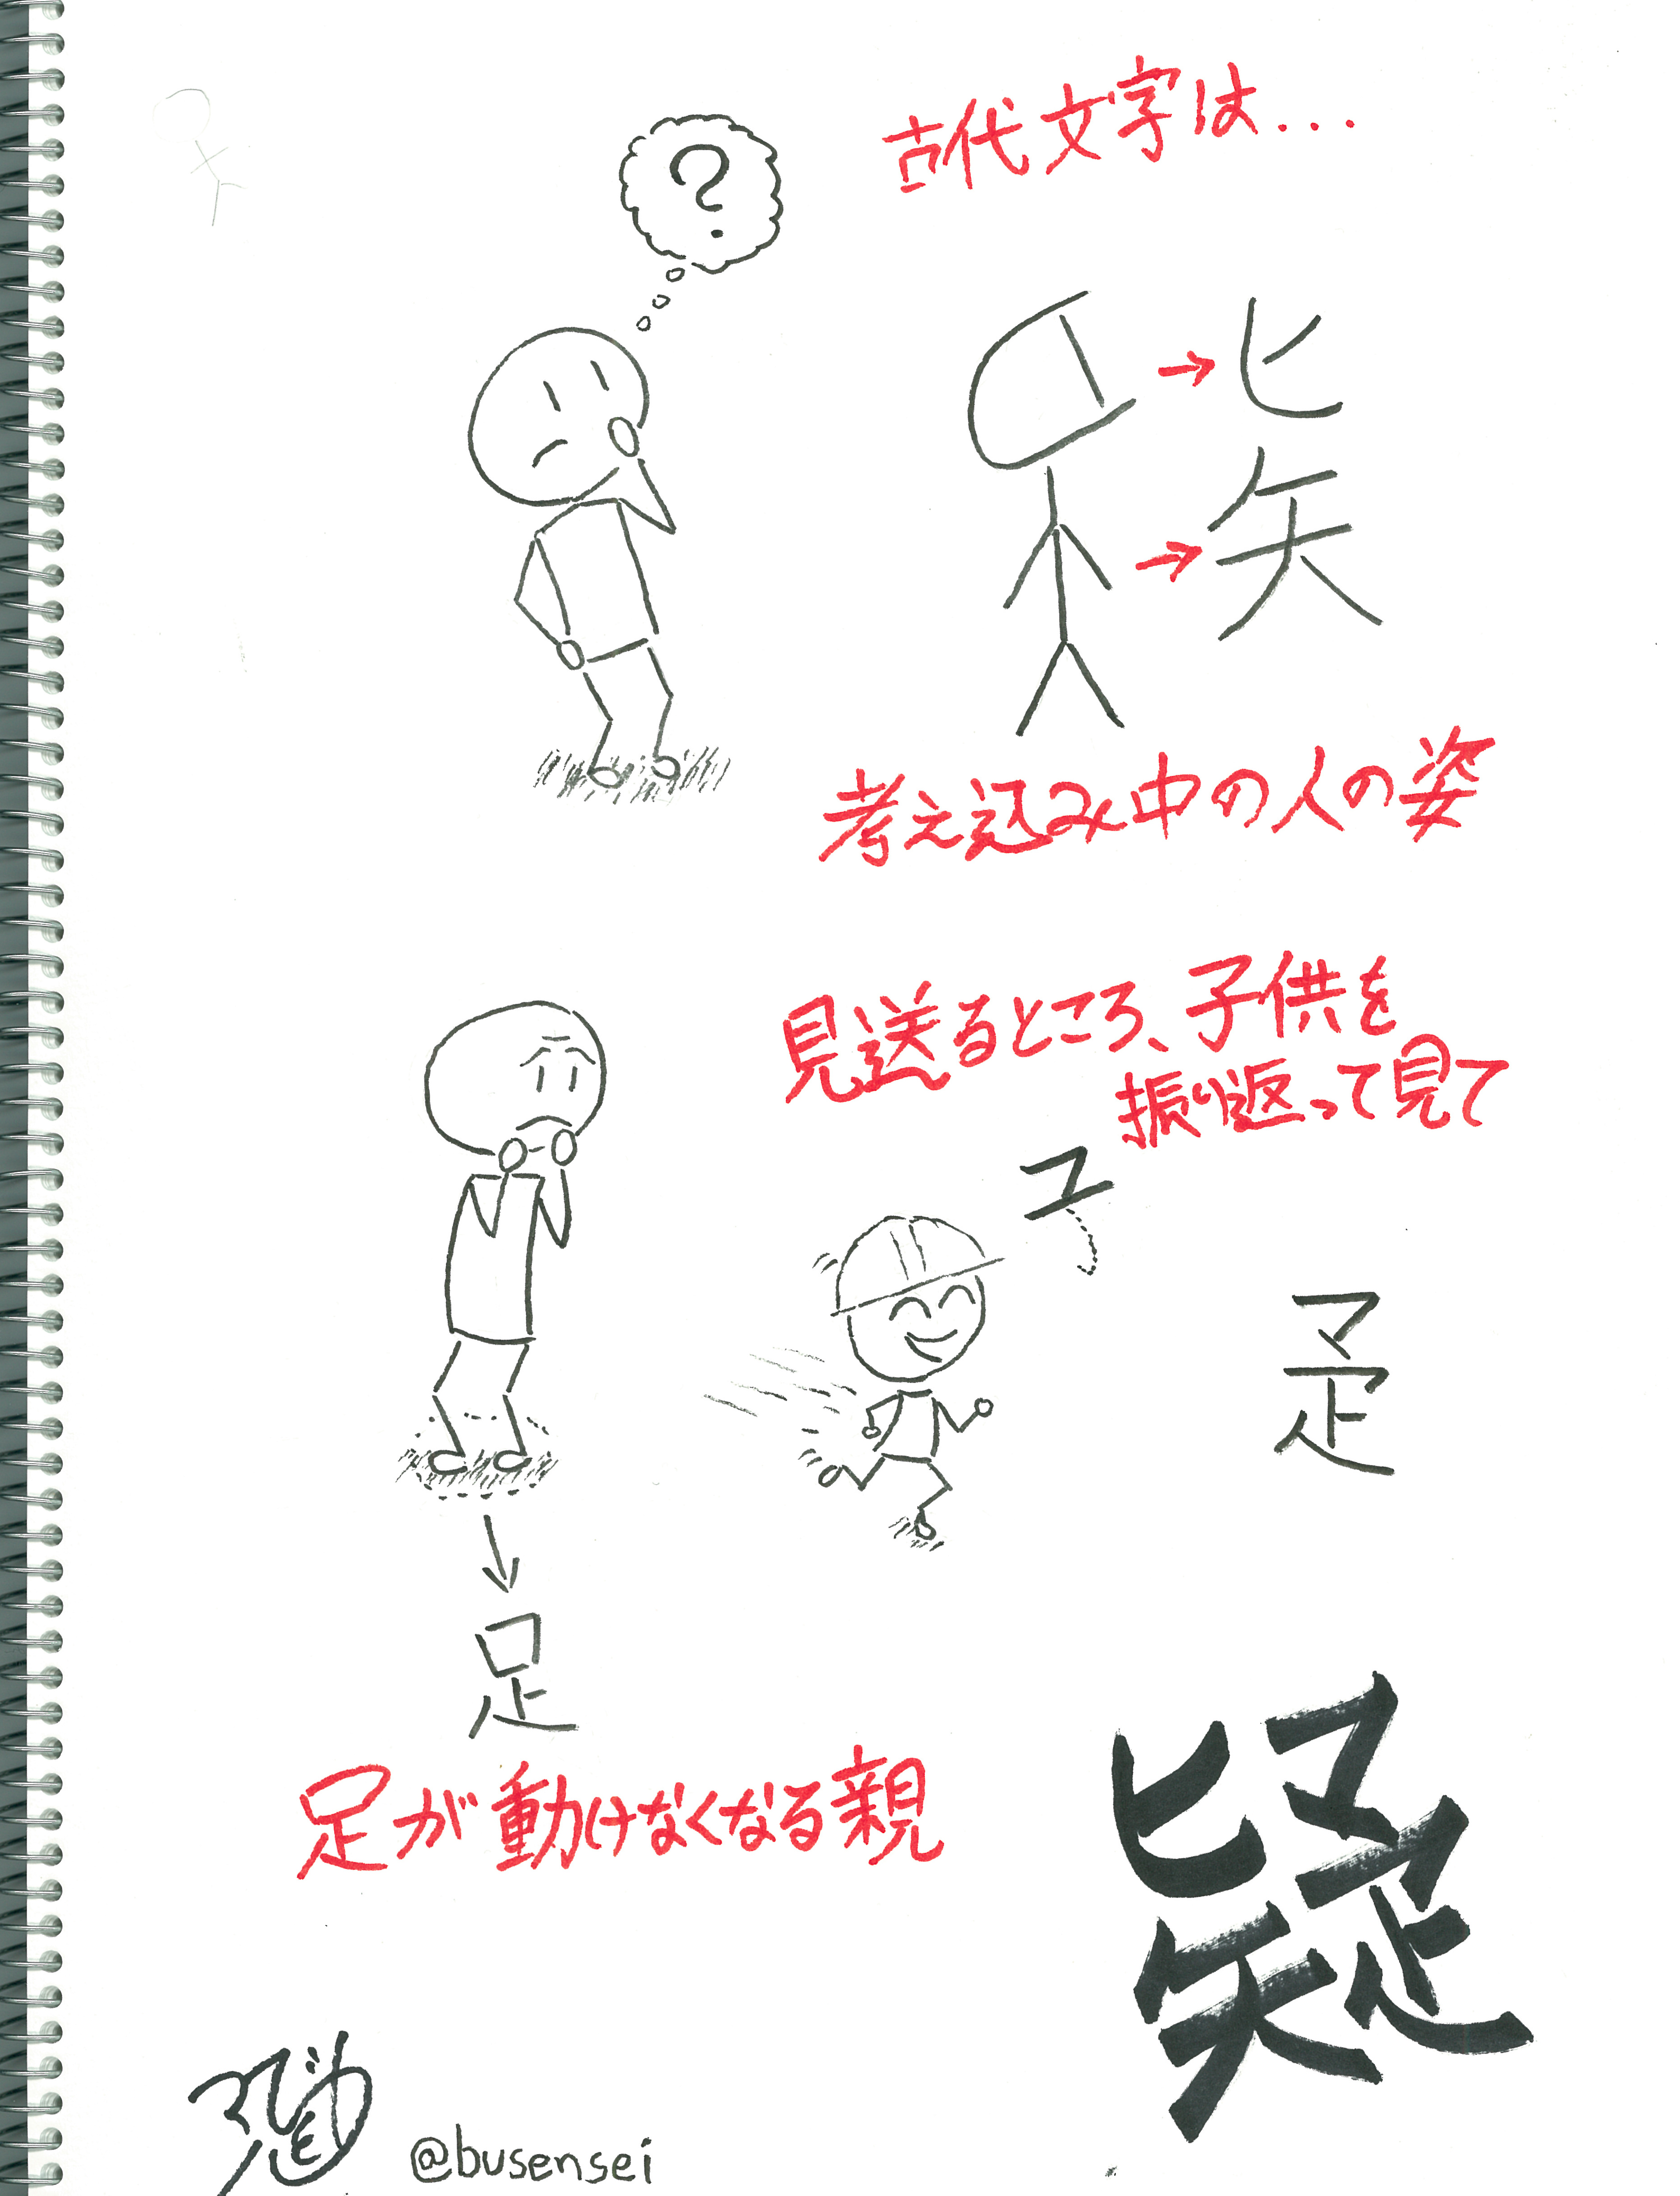 古代文字は...
?
→ヒ
→矢
考え込み中の人の姿
見送るところ、子供を
振り返って見て
子
疋
足
足が動けなくなる親
疑
@busensei